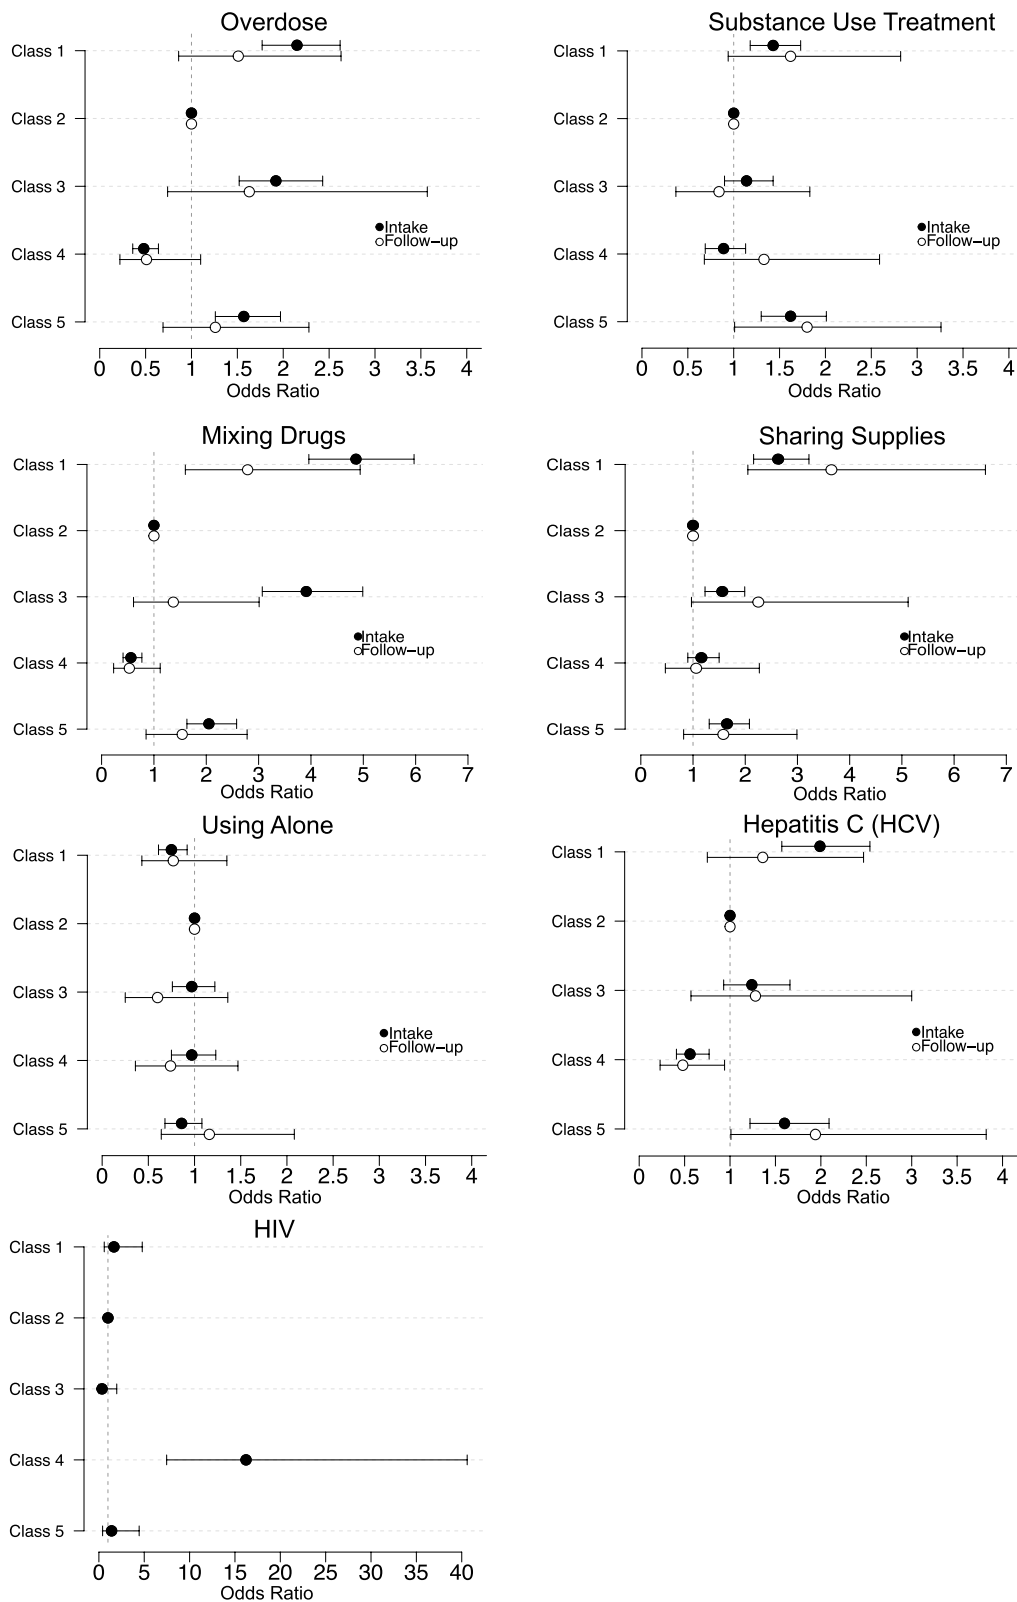 Overdose
Class 1
Class 2
Class 3
Class 4
Class 5
Intake
Follow−up
0 0.5 1 1.5 2 2.5 3 3.5 4
Odds Ratio
Substance Use Treatment
Class 1
Class 2
Class 3
Class 4
Class 5
Intake
Follow−up
0 0.5 1 1.5 2 2.5 3 3.5 4
Odds Ratio
Mixing Drugs
Class 1
Class 2
Class 3
Class 4
Class 5
Intake
Follow−up
0 1 2 3 4 5 6 7
Odds Ratio
Sharing Supplies
Class 1
Class 2
Class 3
Class 4
Class 5
Intake
Follow−up
0 1 2 3 4 5 6 7
Odds Ratio
Using Alone
Class 1
Class 2
Class 3
Class 4
Class 5
Intake
Follow−up
0 0.5 1 1.5 2 2.5 3 3.5 4
Odds Ratio
Hepatitis C (HCV)
Class 1
Class 2
Class 3
Class 4
Class 5
Intake
Follow−up
0 0.5 1 1.5 2 2.5 3 3.5 4
Odds Ratio
HIV
Class 1
Class 2
Class 3
Class 4
Class 5
0 5 10 15 20 25 30 35 40
Odds Ratio